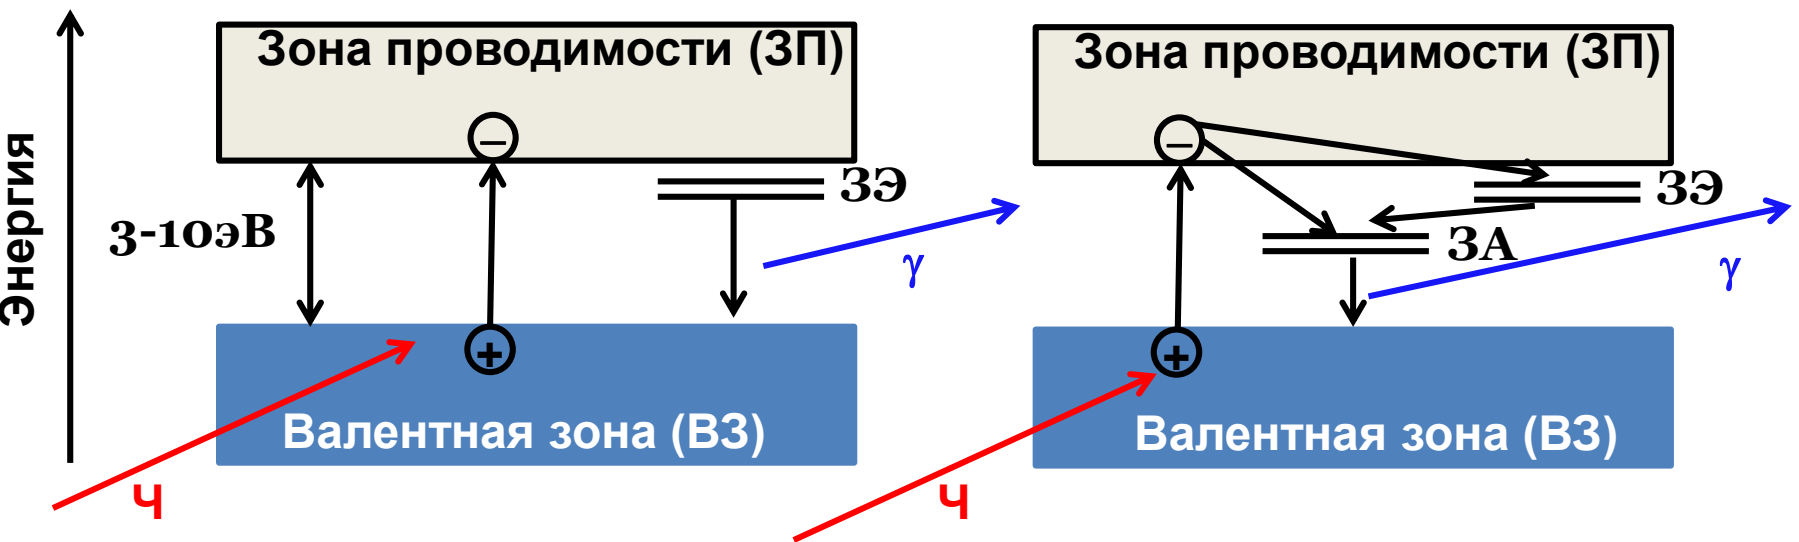 Энергия
Зона проводимости (ЗП)
3-10эВ
ЗЭ
γ
Валентная зона (ВЗ)
Ч
Зона проводимости (ЗП)
ЗЭ
ЗА
γ
Валентная зона (ВЗ)
Ч